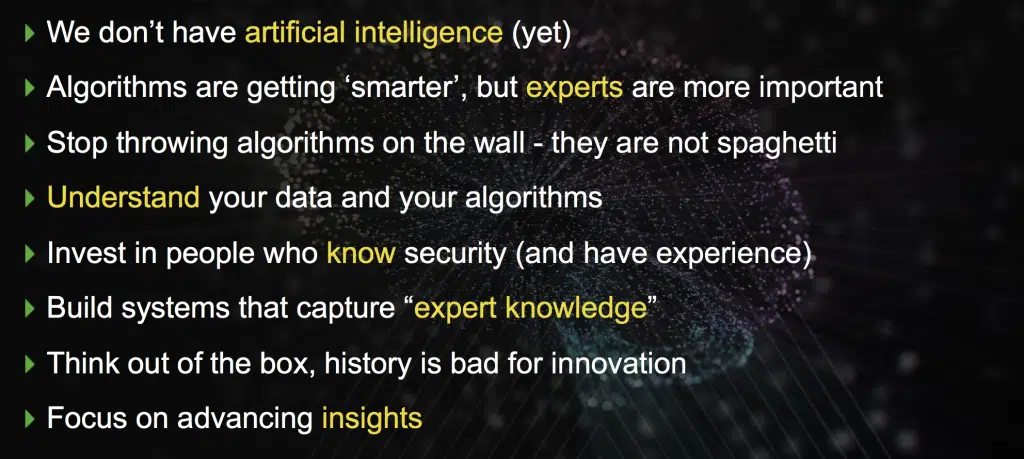 We don’t have artificial intelligence (yet)
Algorithms are getting ‘smarter’, but experts are more important
Stop throwing algorithms on the wall - they are not spaghetti
Understand your data and your algorithms
Invest in people who know security (and have experience)
Build systems that capture “expert knowledge”
Think out of the box, history is bad for innovation
Focus on advancing insights